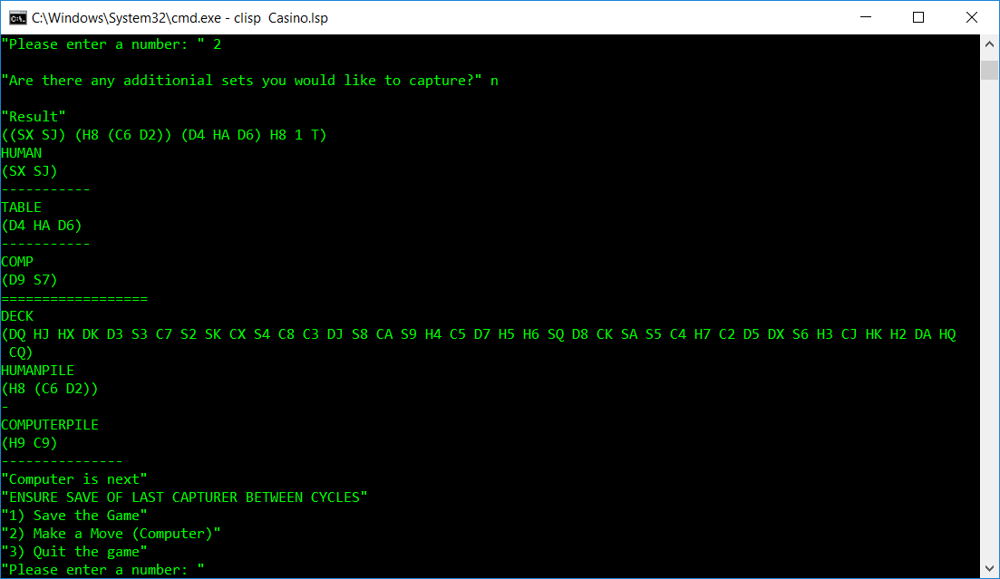 C:\Windows\System32\cmd.exe - clisp  Casino.lsp
"Please enter a number: " 2
"Are there any additionial sets you would like to capture?" n
"Result"
((SX SJ) (H8 (C6 D2)) (D4 HA D6) H8 1 T)
HUMAN
(SX SJ)
-----------
TABLE
(D4 HA D6)
-----------
COMP
(D9 S7)
==================
DECK
(DQ HJ HX DK D3 S3 C7 S2 SK CX S4 C8 C3 DJ S8 CA S9 H4 C5 D7 H5 H6 SQ D8 CK SA S5 C4 H7 C2 D5 DX S6 H3 CJ HK H2 DA HQ
 CQ)
HUMANPILE
(H8 (C6 D2))
-
COMPUTERPILE
(H9 C9)
---------------
"Computer is next"
"ENSURE SAVE OF LAST CAPTURER BETWEEN CYCLES"
"1) Save the Game"
"2) Make a Move (Computer)"
"3) Quit the game"
"Please enter a number: "